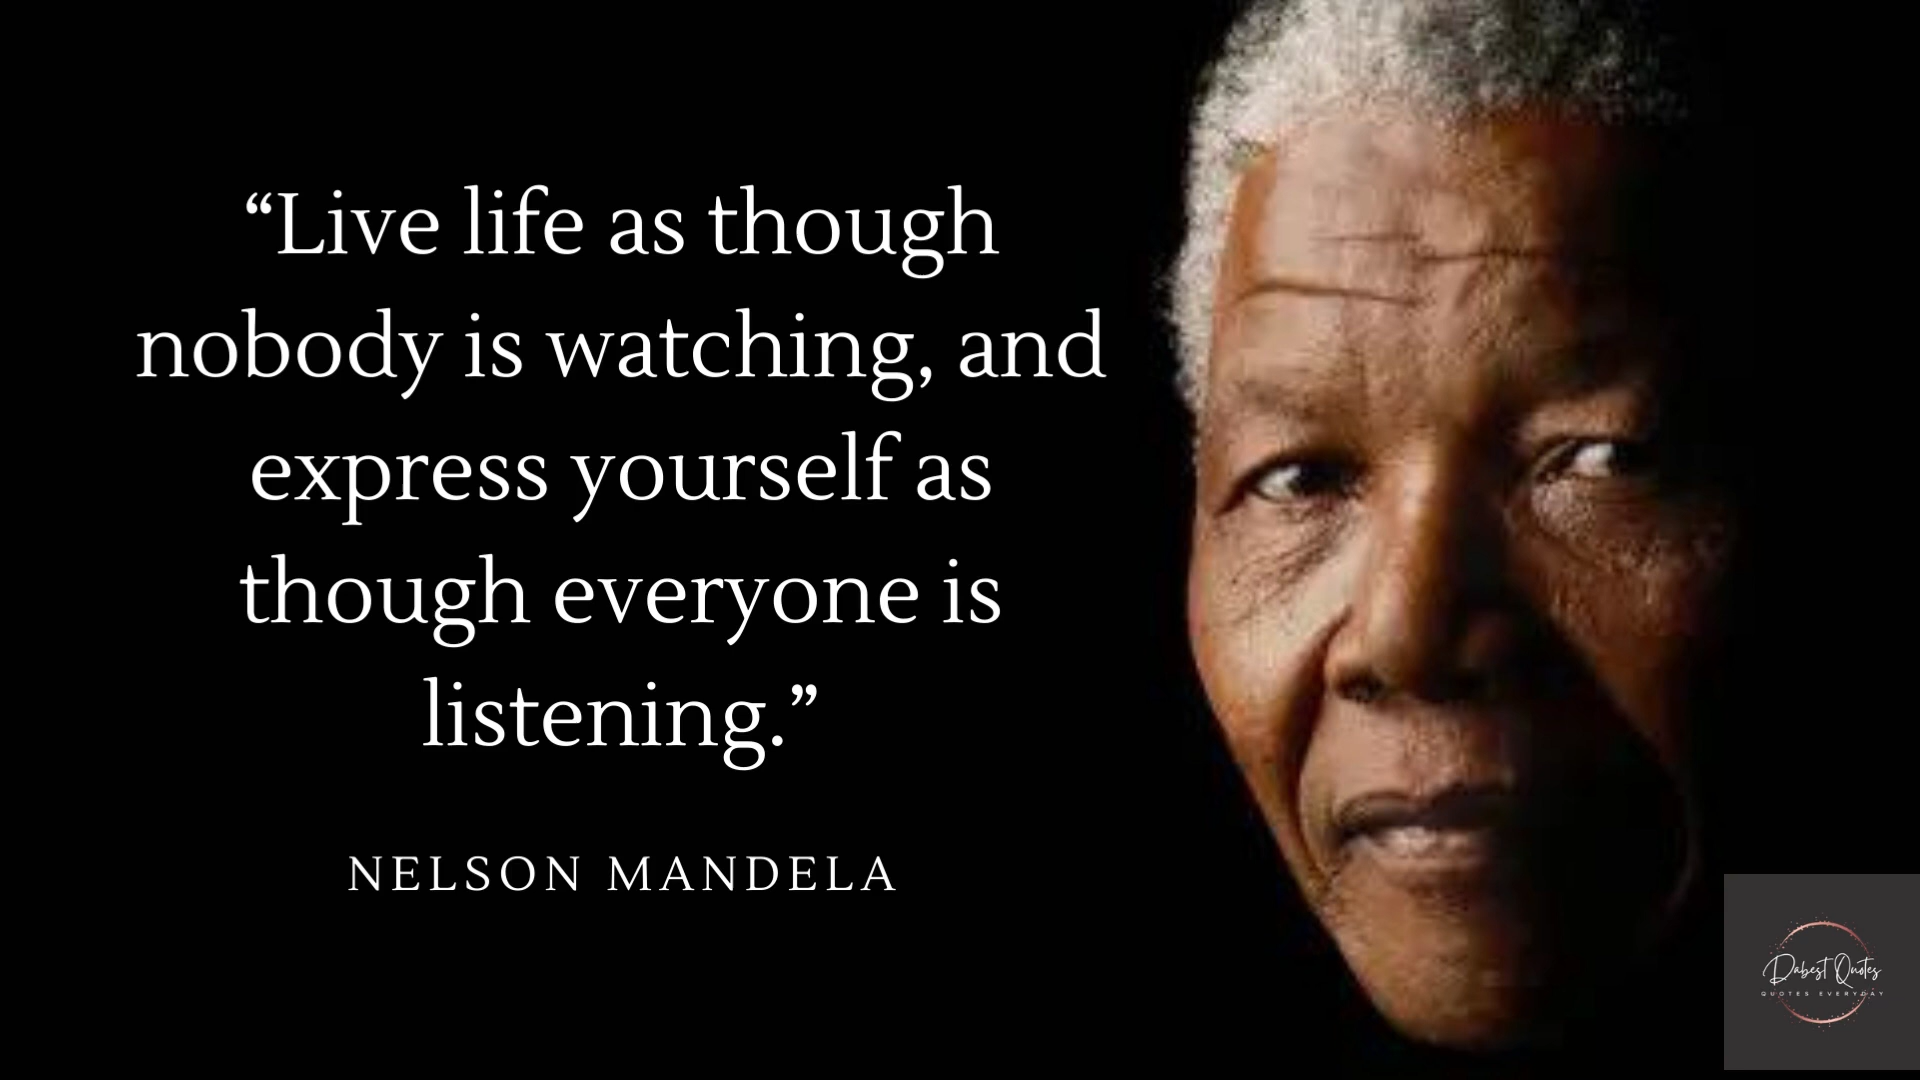 “Live life as though
nobody is watching, and
express yourself as
though everyone is
listening.”
NELSON MANDELA
Dabest Quotes
QUOTES EVERYDAY